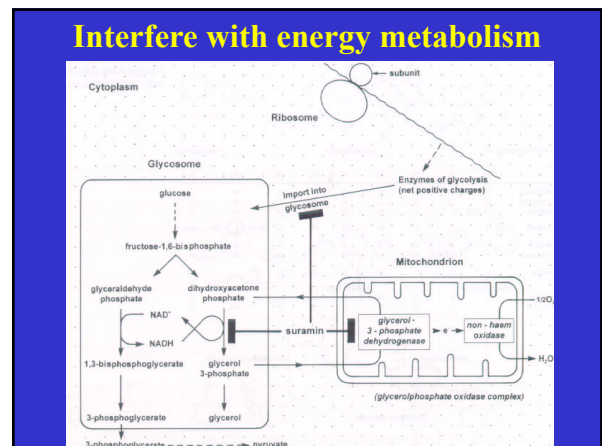 Interfere with energy metabolism
Cytoplasm
subunit
Ribosome
Glycosome
Enzymes of glycolysis
(net positive charges)
Import into
glycosome
glucose
fructose-1,6-bisphosphate
Mitochondrion
glyceraldehyde
phosphate
dihydroxyacetone
phosphate
NAD⁺
NADH
suramin
glycerol -
3 - phosphate
dehydrogenase
e⁻
non - haem
oxidase
1/2O₂
H₂O
1,3-bisphosphoglycerate
glycerol
3-phosphate
(glycerolphosphate oxidase complex)
3-phosphoglycerate
glycerol
3-phosphoglycerate
pyruvate